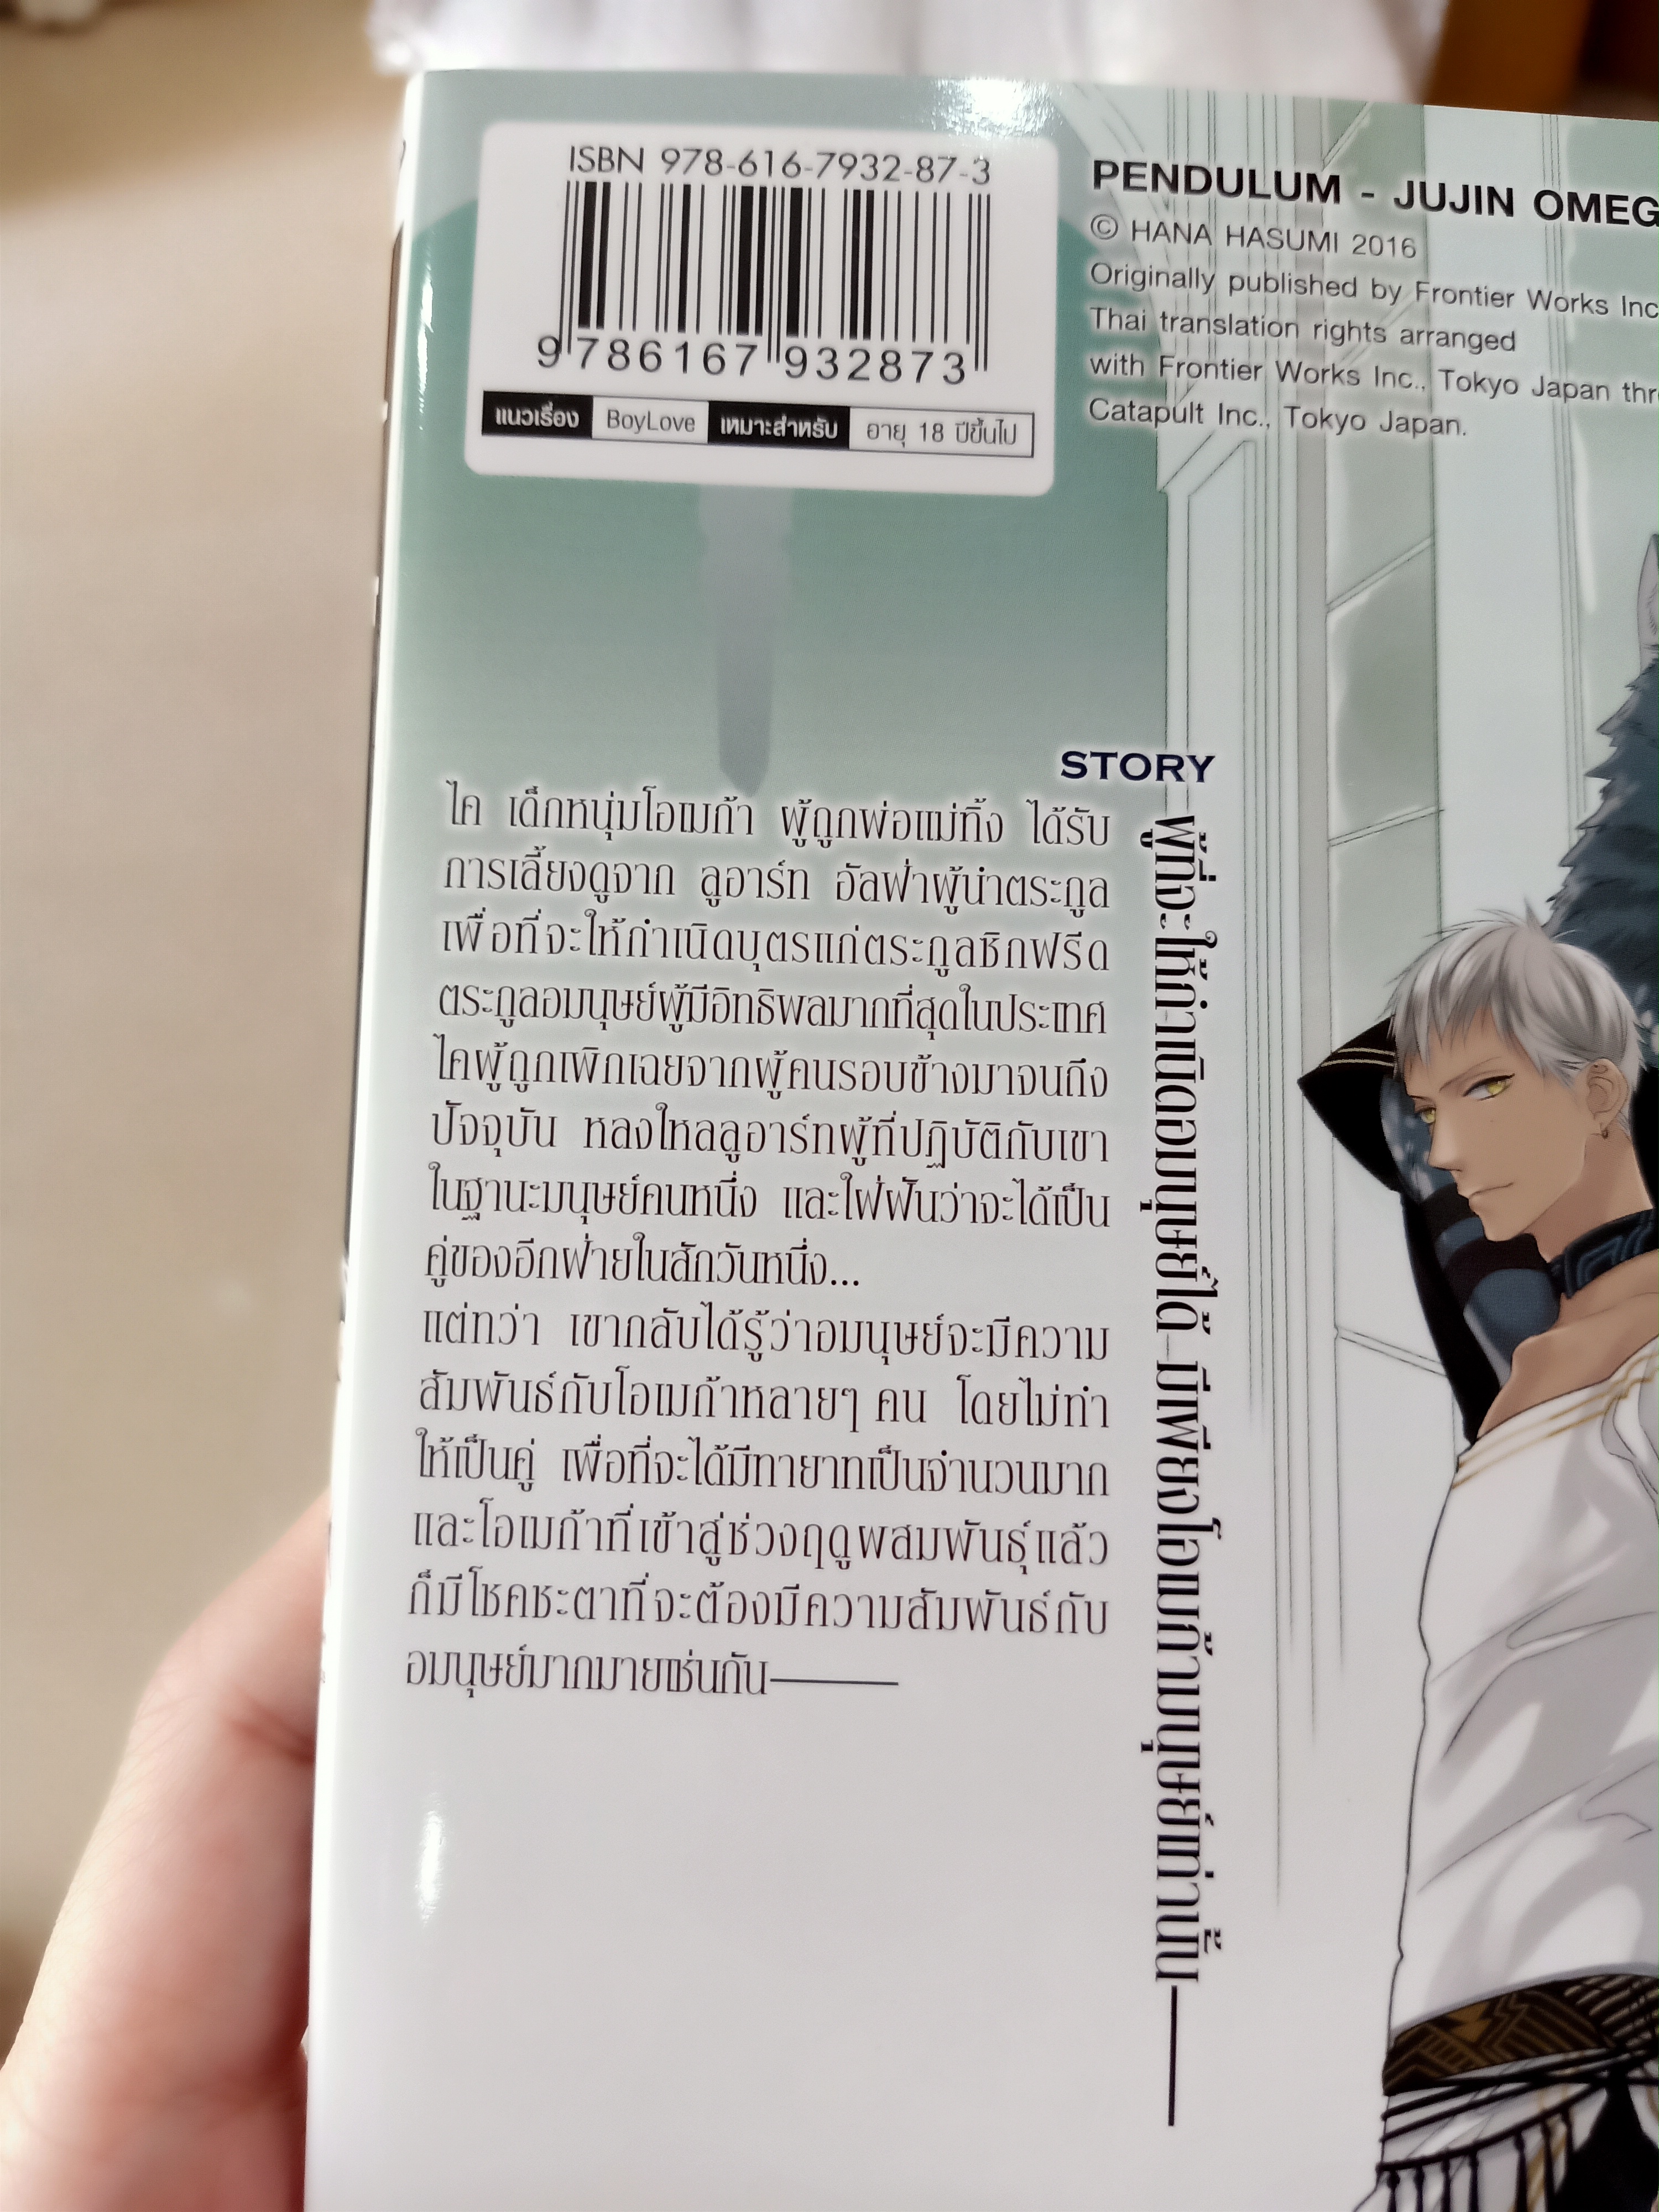 ISBN 978-616-7932-87-3
9 786167 932873
แนวเรื่อง BoyLove เหมาะสำหรับ อายุ 18 ปีขึ้นไป
PENDULUM - JUJIN OMEG
© HANA HASUMI 2016
Originally published by Frontier Works Inc
Thai translation rights arranged
with Frontier Works Inc., Tokyo Japan thr
Catapult Inc., Tokyo Japan.
STORY
ผู้ที่จะให้กำเนิดอมนุษย์ได้ มีเพียงโอเมก้ามนุษย์เท่านั้น———
ไค เด็กหนุ่มโอเมก้า ผู้ถูกพ่อแม่ทิ้ง ได้รับ
การเลี้ยงดูจาก ลูอาร์ท อัลฟ่าผู้นำตระกูล
เพื่อที่จะให้กำเนิดบุตรแก่ตระกูลซิกฟรีด
ตระกูลอมนุษย์ผู้มีอิทธิพลมากที่สุดในประเทศ
ไคผู้ถูกเพิกเฉยจากผู้คนรอบข้างมาจนถึง
ปัจจุบัน หลงใหลลูอาร์ทผู้ที่ปฏิบัติกับเขา
ในฐานะมนุษย์คนหนึ่ง และใฝ่ฝันว่าจะได้เป็น
คู่ของอีกฝ่ายในสักวันหนึ่ง...
แต่ทว่า เขากลับได้รู้ว่าอมนุษย์จะมีความ
สัมพันธ์กับโอเมก้าหลายๆ คน โดยไม่ทำ
ให้เป็นคู่ เพื่อที่จะได้มีทายาทเป็นจำนวนมาก
และโอเมก้าที่เข้าสู่ช่วงฤดูผสมพันธุ์แล้ว
ก็มีโชคชะตาที่จะต้องมีความสัมพันธ์กับ
อมนุษย์มากมายเช่นกัน———